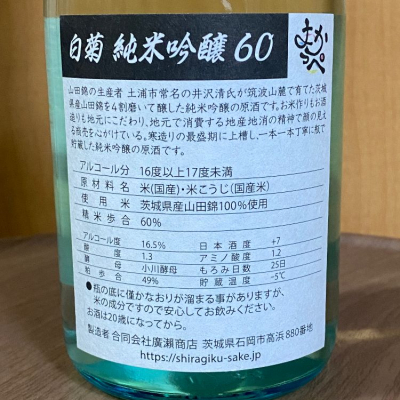 白菊 純米吟醸 60
まっかちぺ
山田錦の生産者 土浦市常名の井沢清氏が筑波山麓で育てた茨城
県産山田錦を4割磨いて醸した純米吟醸の原酒です。お米作りもお酒
造りも地元にこだわり、地元で消費する地産地消の精神で顔の見え
る商売を心がけている。寒造りの最盛期に上槽し、一本一本丁寧に瓶で
貯蔵した純米吟醸の原酒です。
アルコール分 16度以上17度未満
原材料名 米(国産)・米こうじ(国産米)
使用米 茨城県産山田錦100%使用
精米歩合 60%
アルコール度 16.5% 日本酒度 +7
酸度 1.3 アミノ酸度 1.2
酵母 小川酵母 もろみ日数 25日
粕歩合 49% 貯蔵温度 -5℃
●瓶の底に僅かなおりが溜まる事がありますが、
米の成分ですので安心してお飲みください。
お酒は20歳になってから。
製造者 合同会社廣瀬商店 茨城県石岡市高浜880番地
https://shiragiku-sake.jp